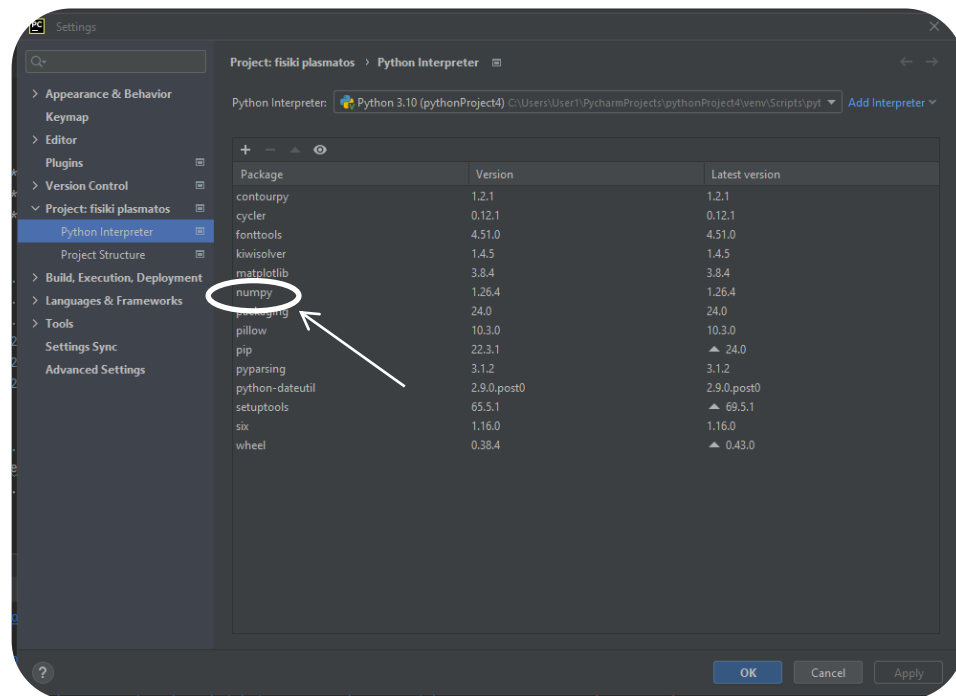 PC Settings
Project: fisiki plasmatos > Python Interpreter
Appearance & Behavior
Keymap
Editor
Plugins
Version Control
Project: fisiki plasmatos
Python Interpreter
Project Structure
Build, Execution, Deployment
Languages & Frameworks
Tools
Settings Sync
Advanced Settings
Python Interpreter: Python 3.10 (pythonProject4) C:\Users\User1\PycharmProjects\pythonProject4\venv\Scripts\pyt Add Interpreter
Package Version Latest version
contourpy 1.2.1 1.2.1
cycler 0.12.1 0.12.1
fonttools 4.51.0 4.51.0
kiwisolver 1.4.5 1.4.5
matplotlib 3.8.4 3.8.4
numpy 1.26.4 1.26.4
packaging 24.0 24.0
pillow 10.3.0 10.3.0
pip 22.3.1 24.0
pyparsing 3.1.2 3.1.2
python-dateutil 2.9.0.post0 2.9.0.post0
setuptools 65.5.1 69.5.1
six 1.16.0 1.16.0
wheel 0.38.4 0.43.0
? OK Cancel Apply